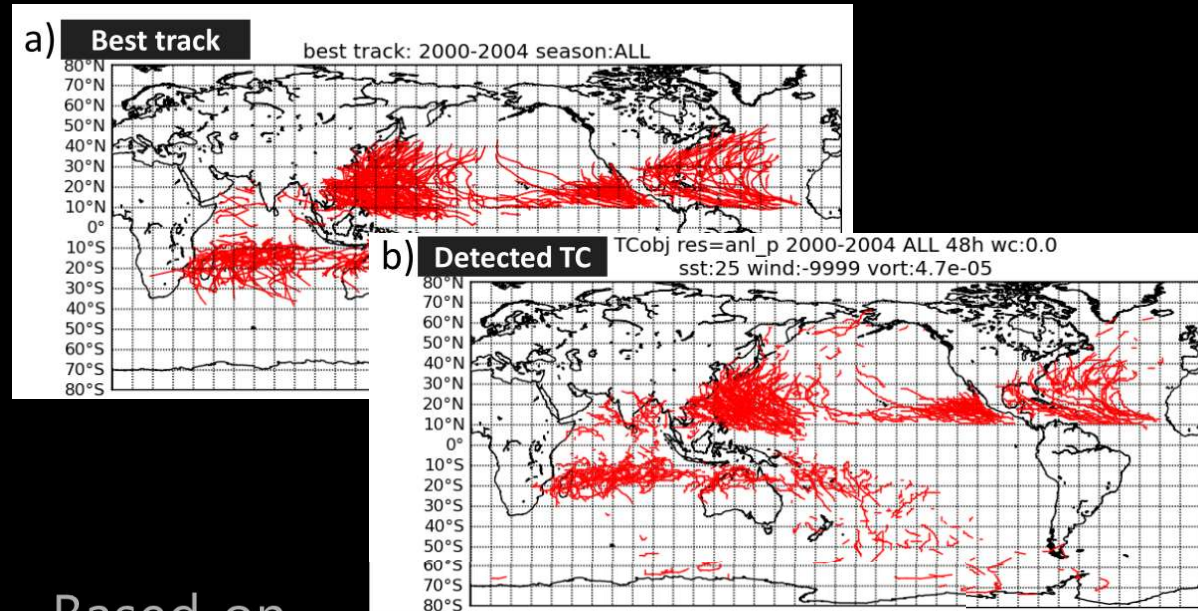 a) Best track
best track: 2000-2004 season:ALL
80°N
70°N
60°N
50°N
40°N
30°N
20°N
10°N
0°
10°S
20°S
30°S
40°S
50°S
60°S
70°S
80°S
b) Detected TC
TCobj res=anl_p 2000-2004 ALL 48h wc:0.0
sst:25 wind:-9999 vort:4.7e-05
80°N
70°N
60°N
50°N
40°N
30°N
20°N
10°N
0°
10°S
20°S
30°S
40°S
50°S
60°S
70°S
80°S
Based on